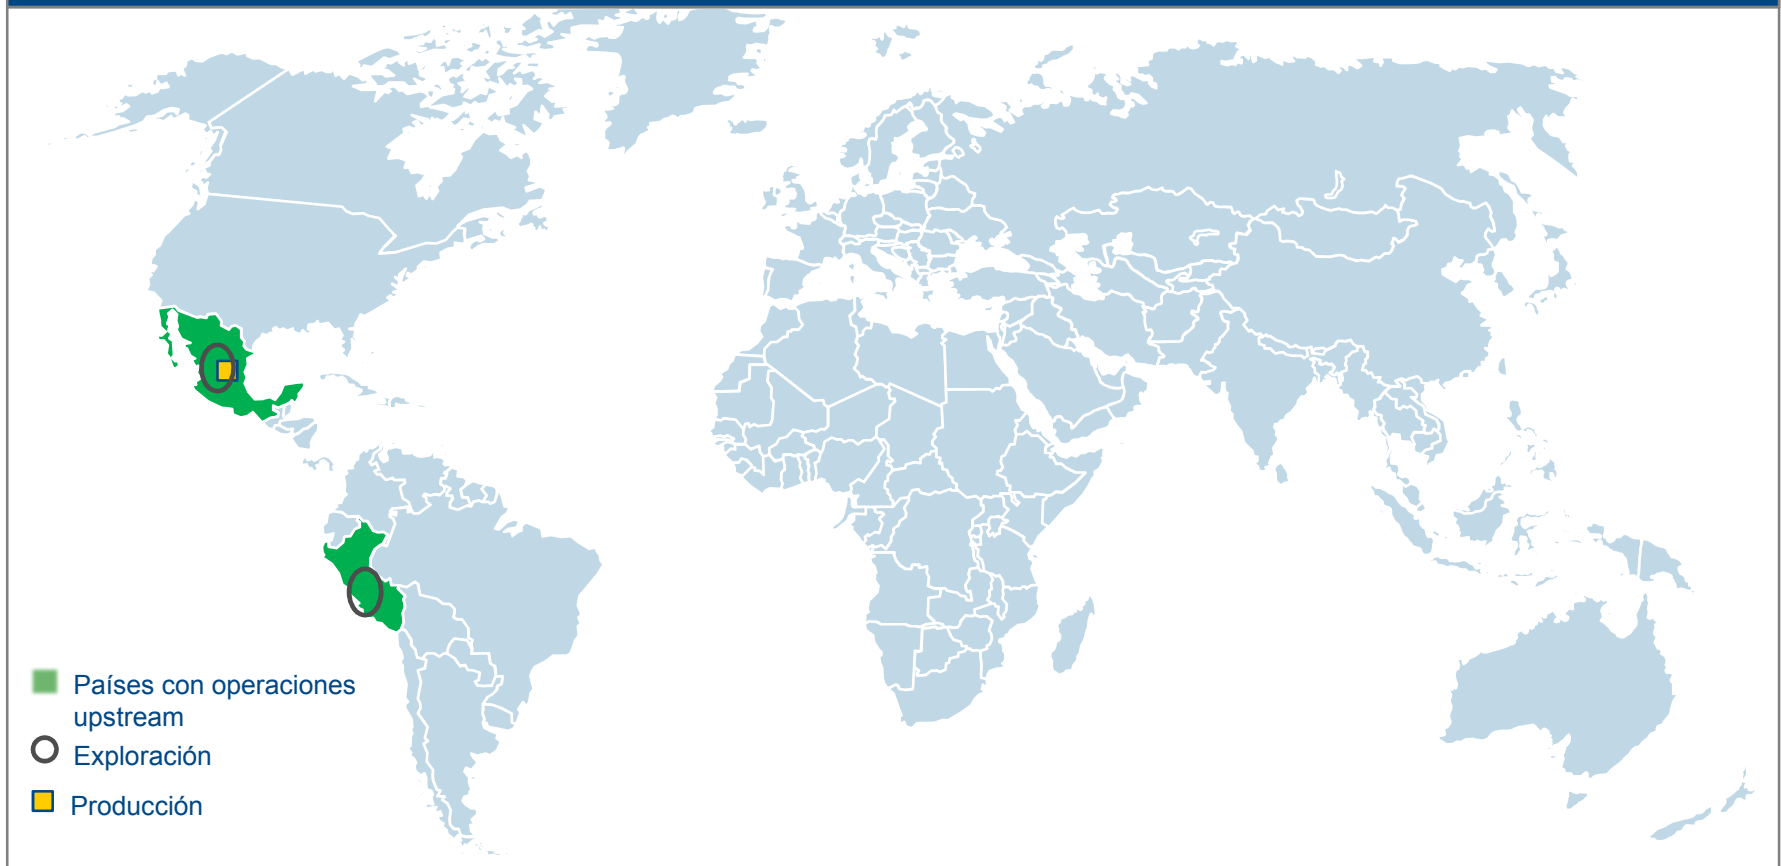 Países con operaciones
upstream
Exploración
Producción